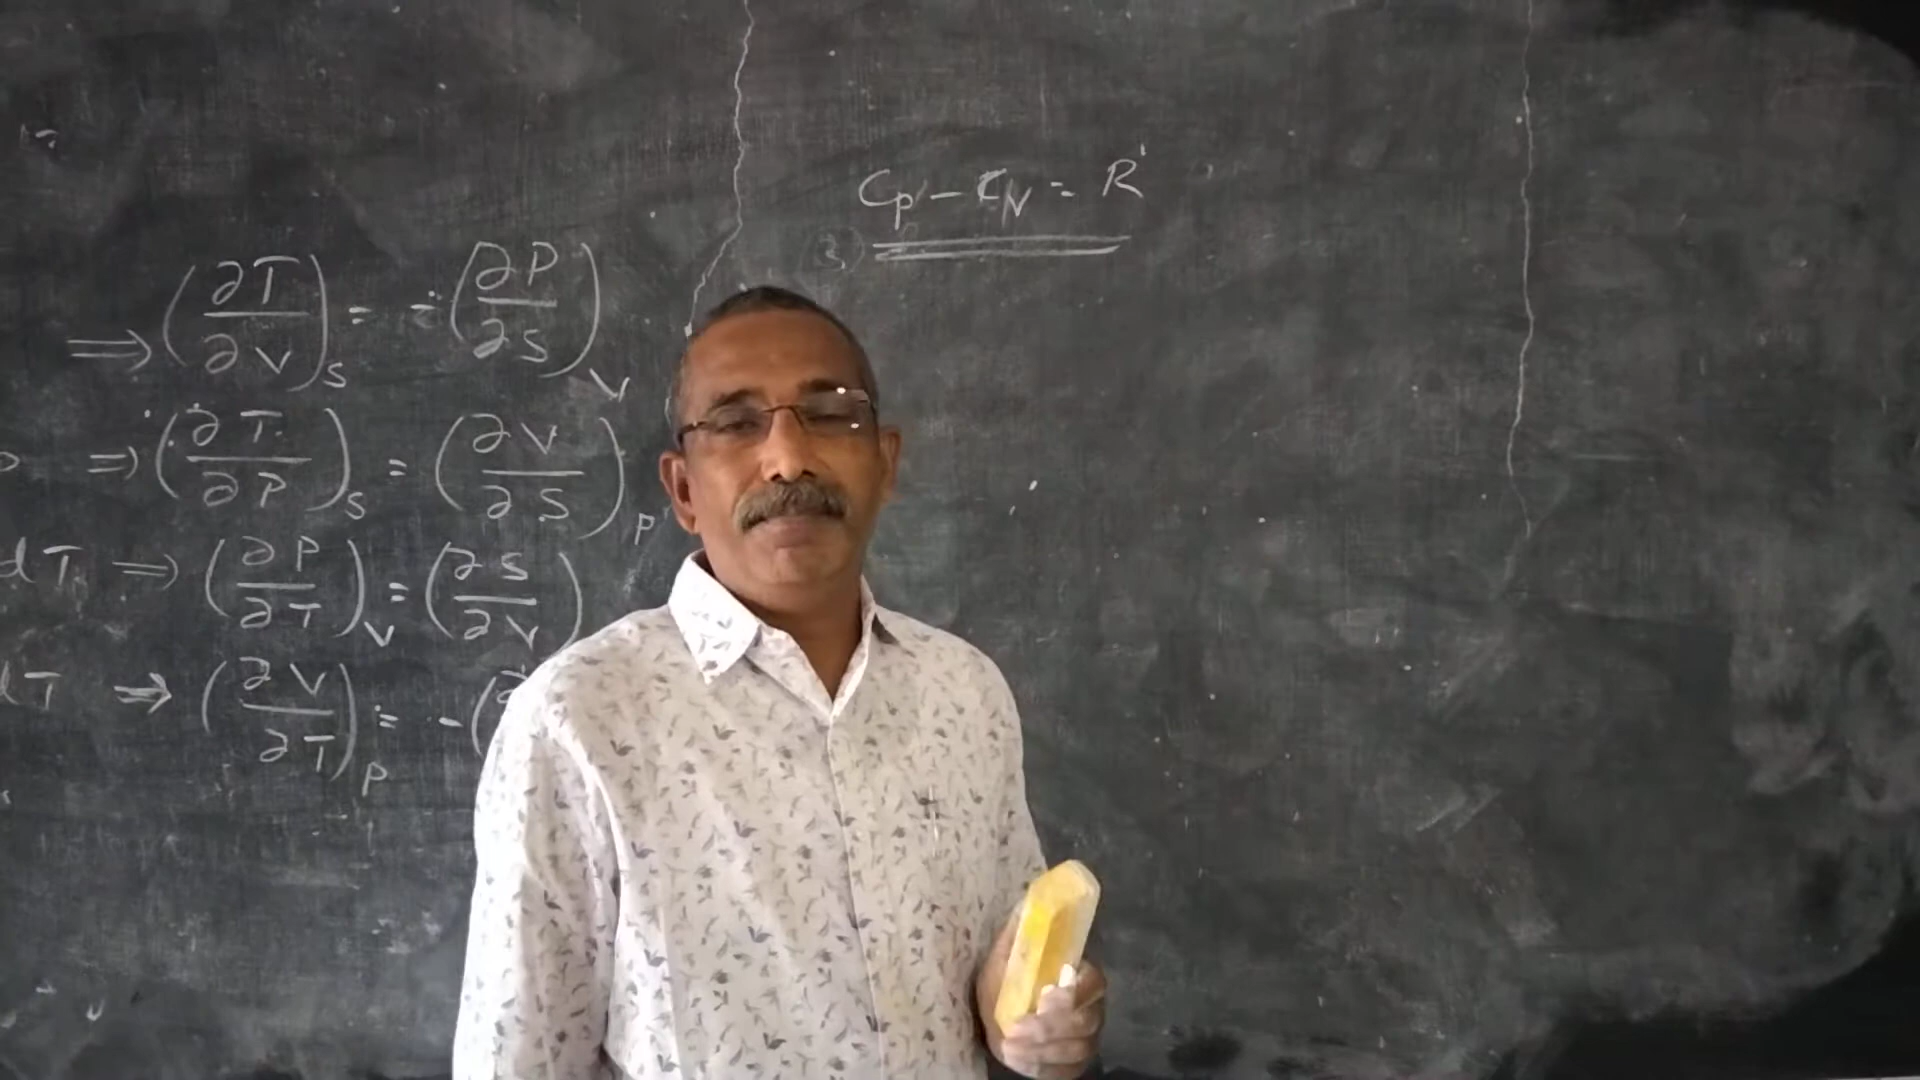 Cp - Cv = R
⇒ (∂T/∂V)s = - (∂P/∂S)v
⇒ (∂T/∂P)s = (∂V/∂S)p
dT ⇒ (∂P/∂T)v = (∂S/∂V)
dT ⇒ (∂V/∂T)p = -(